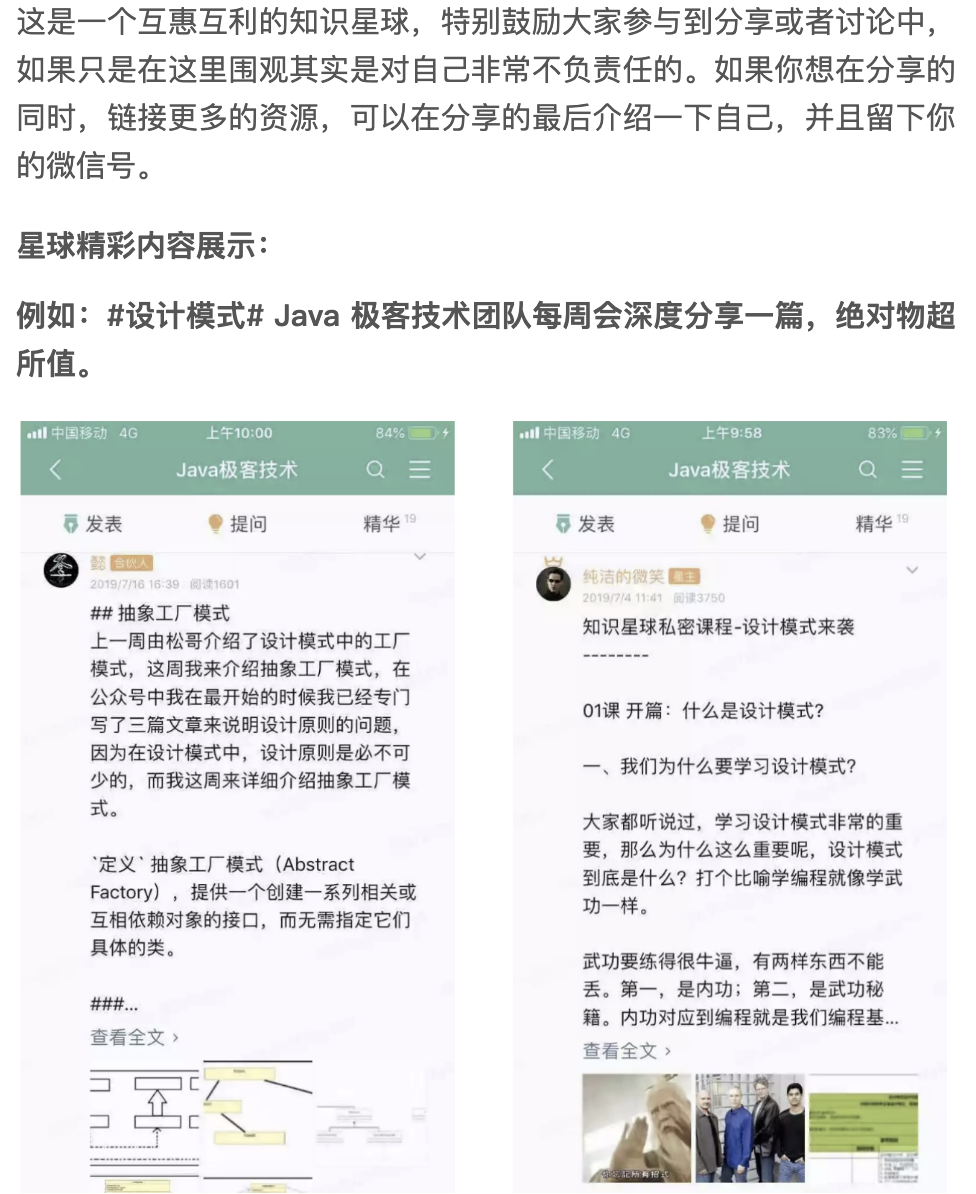 这是一个互惠互利的知识星球，特别鼓励大家参与到分享或者讨论中，
如果只是在这里围观其实是对自己非常不负责任的。如果你想在分享的
同时，链接更多的资源，可以在分享的最后介绍一下自己，并且留下你
的微信号。
星球精彩内容展示：
例如：#设计模式# Java 极客技术团队每周会深度分享一篇，绝对物超
所值。
中国移动 4G 上午10:00 84%
Java极客技术
发表 提问 精华 19
懿 合伙人
2019/7/16 16:39 阅读1601
## 抽象工厂模式
上一周由松哥介绍了设计模式中的工厂
模式，这周我来介绍抽象工厂模式，在
公众号中我在最开始的时候我已经专门
写了三篇文章来说明设计原则的问题，
因为在设计模式中，设计原则是必不可
少的，而我这周来详细介绍抽象工厂模
式。
`定义` 抽象工厂模式（Abstract
Factory），提供一个创建一系列相关或
互相依赖对象的接口，而无需指定它们
具体的类。
###...
查看全文 ›
中国移动 4G 上午9:58 83%
Java极客技术
发表 提问 精华 19
纯洁的微笑 星主
2019/7/4 11:41 阅读3750
知识星球私密课程-设计模式来袭
--------
01课 开篇：什么是设计模式?
一、我们为什么要学习设计模式?
大家都听说过，学习设计模式非常的重
要，那么为什么这么重要呢，设计模式
到底是什么？打个比喻学编程就像学武
功一样。
武功要练得很牛逼，有两样东西不能
丢。第一，是内功；第二，是武功秘
籍。内功对应到编程就是我们编程基...
查看全文 ›